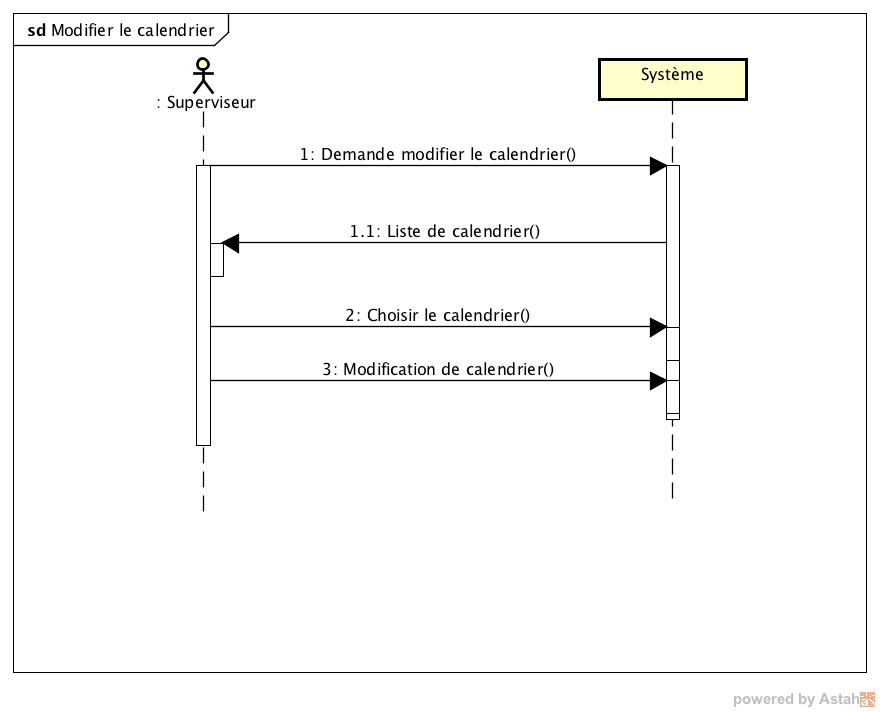 sd Modifier le calendrier
: Superviseur
Système
1: Demande modifier le calendrier()
1.1: Liste de calendrier()
2: Choisir le calendrier()
3: Modification de calendrier()
powered by Astah